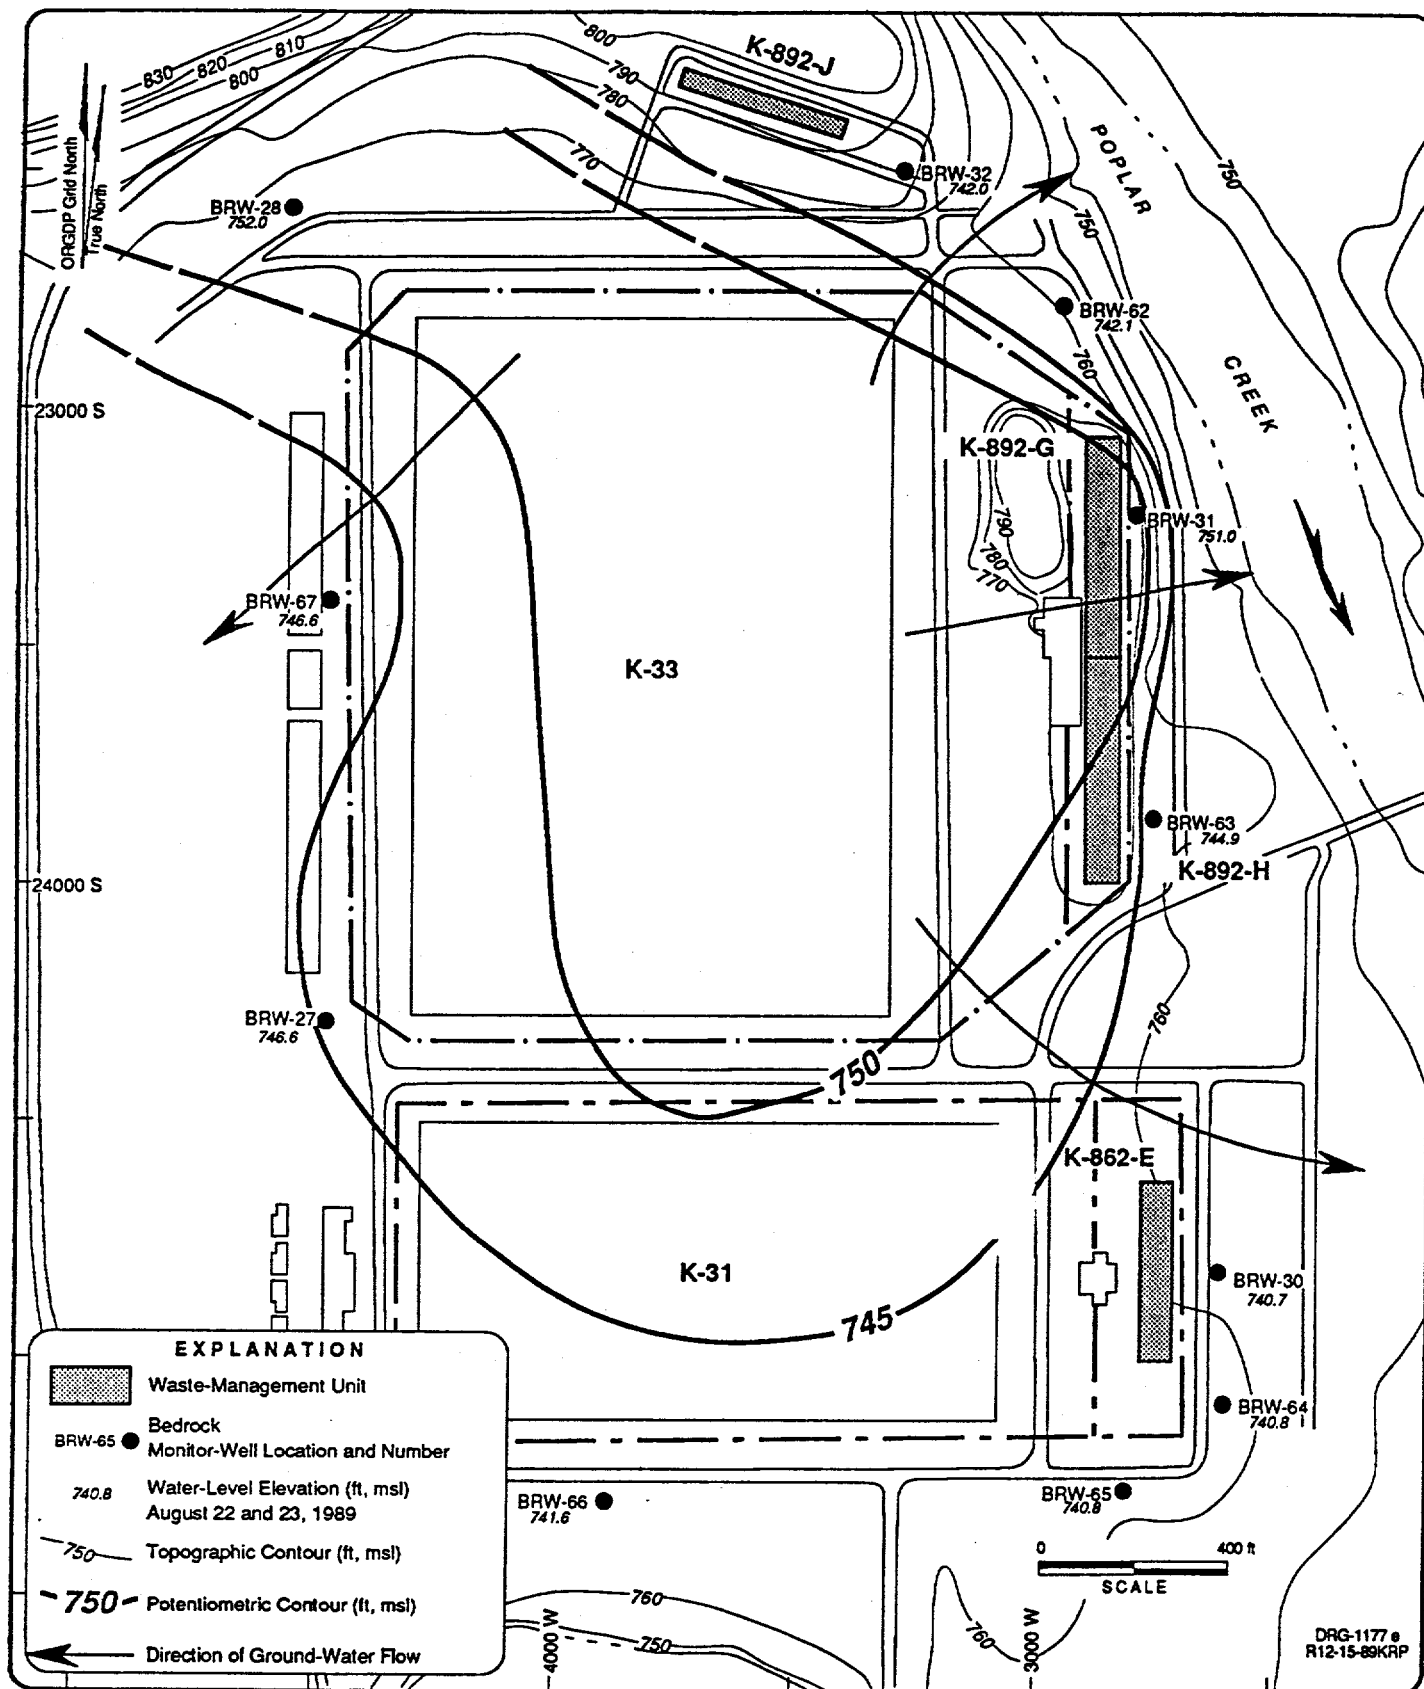 800
810
820
830
800
790
780
770
K-892-J
ORGDP Grid North
True North
BRW-28
752.0
BRW-32
742.0
POPLAR
CREEK
750
750
BRW-62
742.1
760
23000 S
K-892-G
790
780
770
BRW-31
751.0
BRW-67
746.6
K-33
BRW-63
744.9
K-892-H
24000 S
BRW-27
746.6
760
750
K-862-E
K-31
745
BRW-30
740.7
BRW-64
740.8
BRW-65
740.8
BRW-66
741.6
0 400 ft
SCALE
760
750
760
4000 W
3000 W
EXPLANATION
Waste-Management Unit
BRW-65
Bedrock
Monitor-Well Location and Number
740.8
Water-Level Elevation (ft, msl)
August 22 and 23, 1989
750
Topographic Contour (ft, msl)
750
Potentiometric Contour (ft, msl)
Direction of Ground-Water Flow
DRG-1177 e
R12-15-89KRP